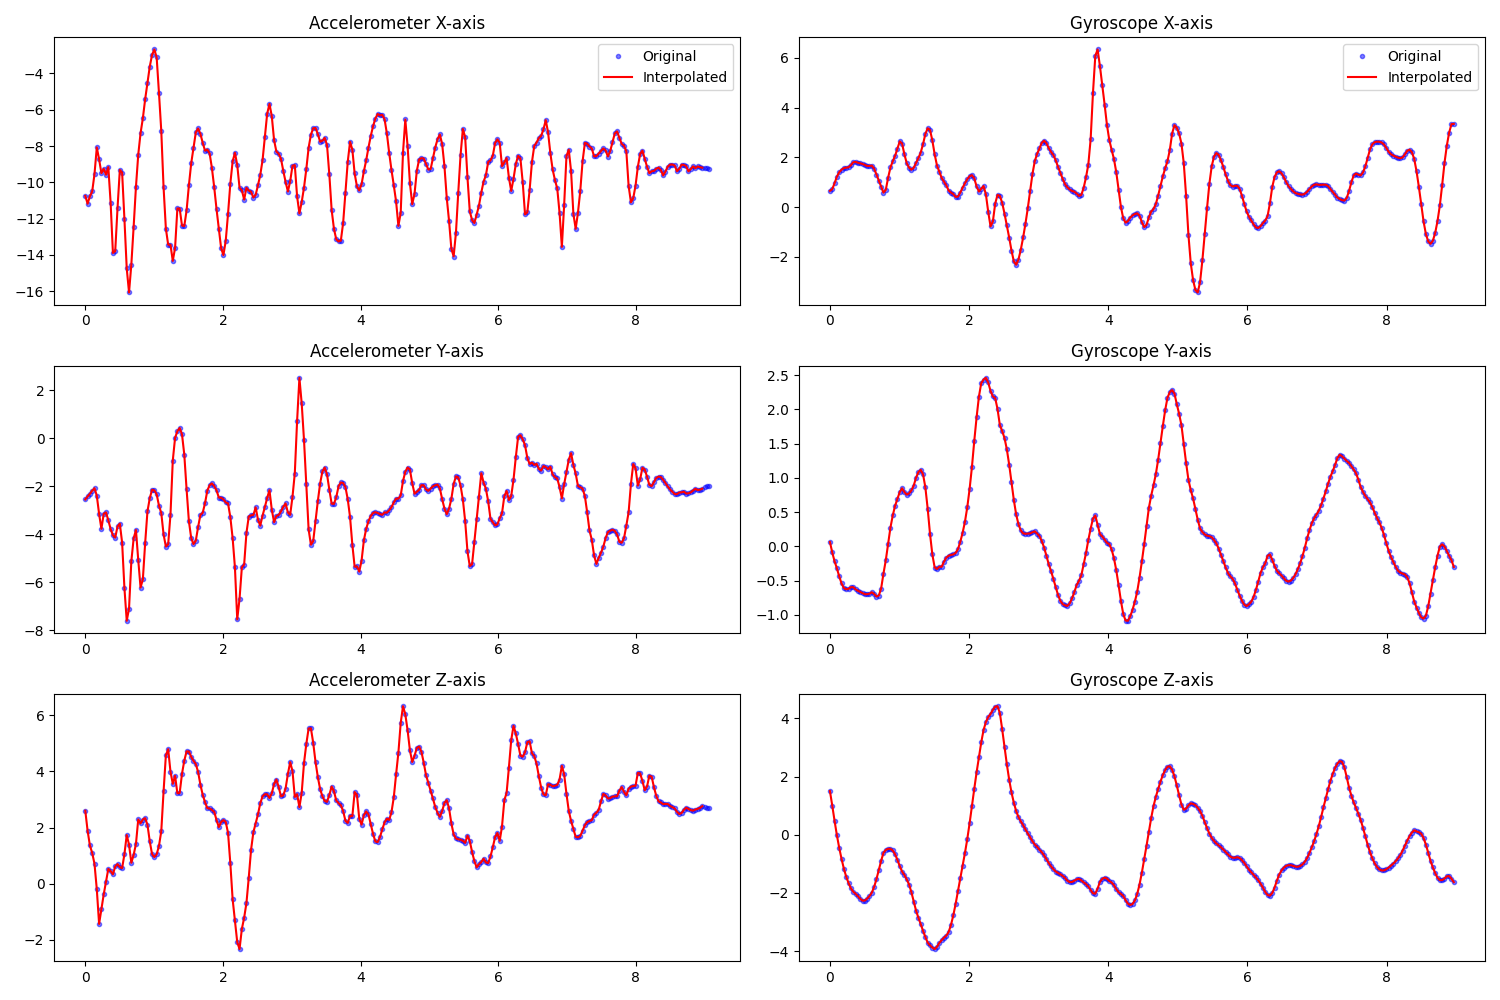 Accelerometer X-axis
Original
Interpolated
−4
−6
−8
−10
−12
−14
−16
0 2 4 6 8
Gyroscope X-axis
Original
Interpolated
6
4
2
0
−2
0 2 4 6 8
Accelerometer Y-axis
2
0
−2
−4
−6
−8
0 2 4 6 8
Gyroscope Y-axis
2.5
2.0
1.5
1.0
0.5
0.0
−0.5
−1.0
0 2 4 6 8
Accelerometer Z-axis
6
4
2
0
−2
0 2 4 6 8
Gyroscope Z-axis
4
2
0
−2
−4
0 2 4 6 8